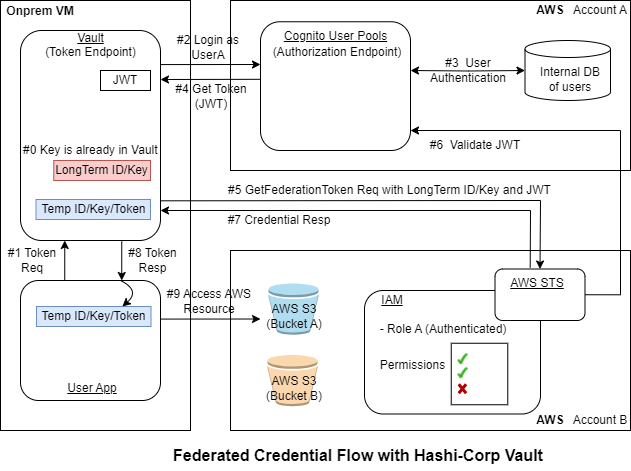 Onprem VM
AWS Account A
Vault
(Token Endpoint)
JWT
#2 Login as
UserA
#4 Get Token
(JWT)
Cognito User Pools
(Authorization Endpoint)
#3 User
Authentication
Internal DB
of users
#6 Validate JWT
#0 Key is already in Vault
LongTerm ID/Key
Temp ID/Key/Token
#5 GetFederationToken Req with LongTerm ID/Key and JWT
#7 Credential Resp
#1 Token
Req
#8 Token
Resp
Temp ID/Key/Token
User App
#9 Access AWS
Resource
AWS S3
(Bucket A)
AWS S3
(Bucket B)
AWS STS
IAM
- Role A (Authenticated)
Permissions
AWS Account B
Federated Credential Flow with Hashi-Corp Vault